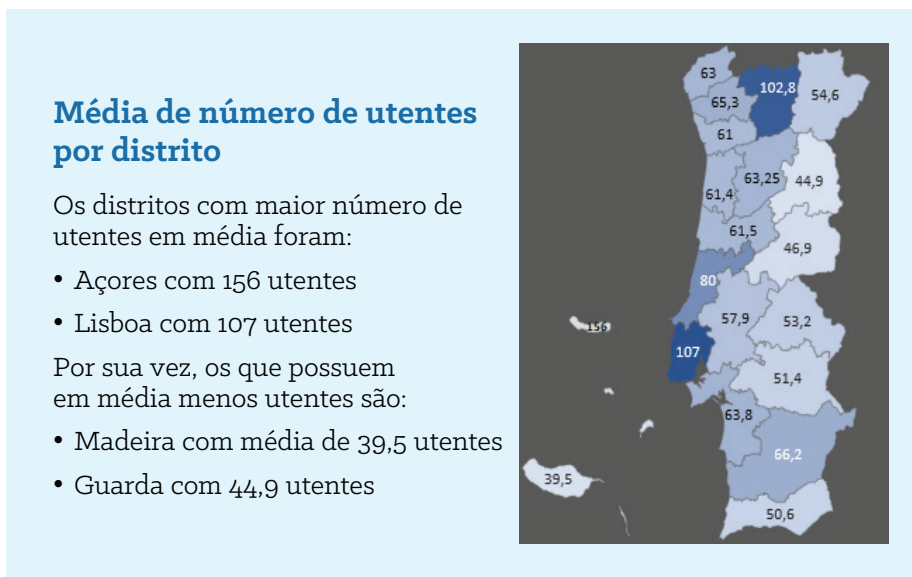 Média de número de utentes
por distrito
Os distritos com maior número de
utentes em média foram:
• Açores com 156 utentes
• Lisboa com 107 utentes
Por sua vez, os que possuem
em média menos utentes são:
• Madeira com média de 39,5 utentes
• Guarda com 44,9 utentes
63
102,8
54,6
65,3
61
63,25
44,9
61,4
61,5
46,9
80
57,9
53,2
156
107
51,4
63,8
66,2
39,5
50,6